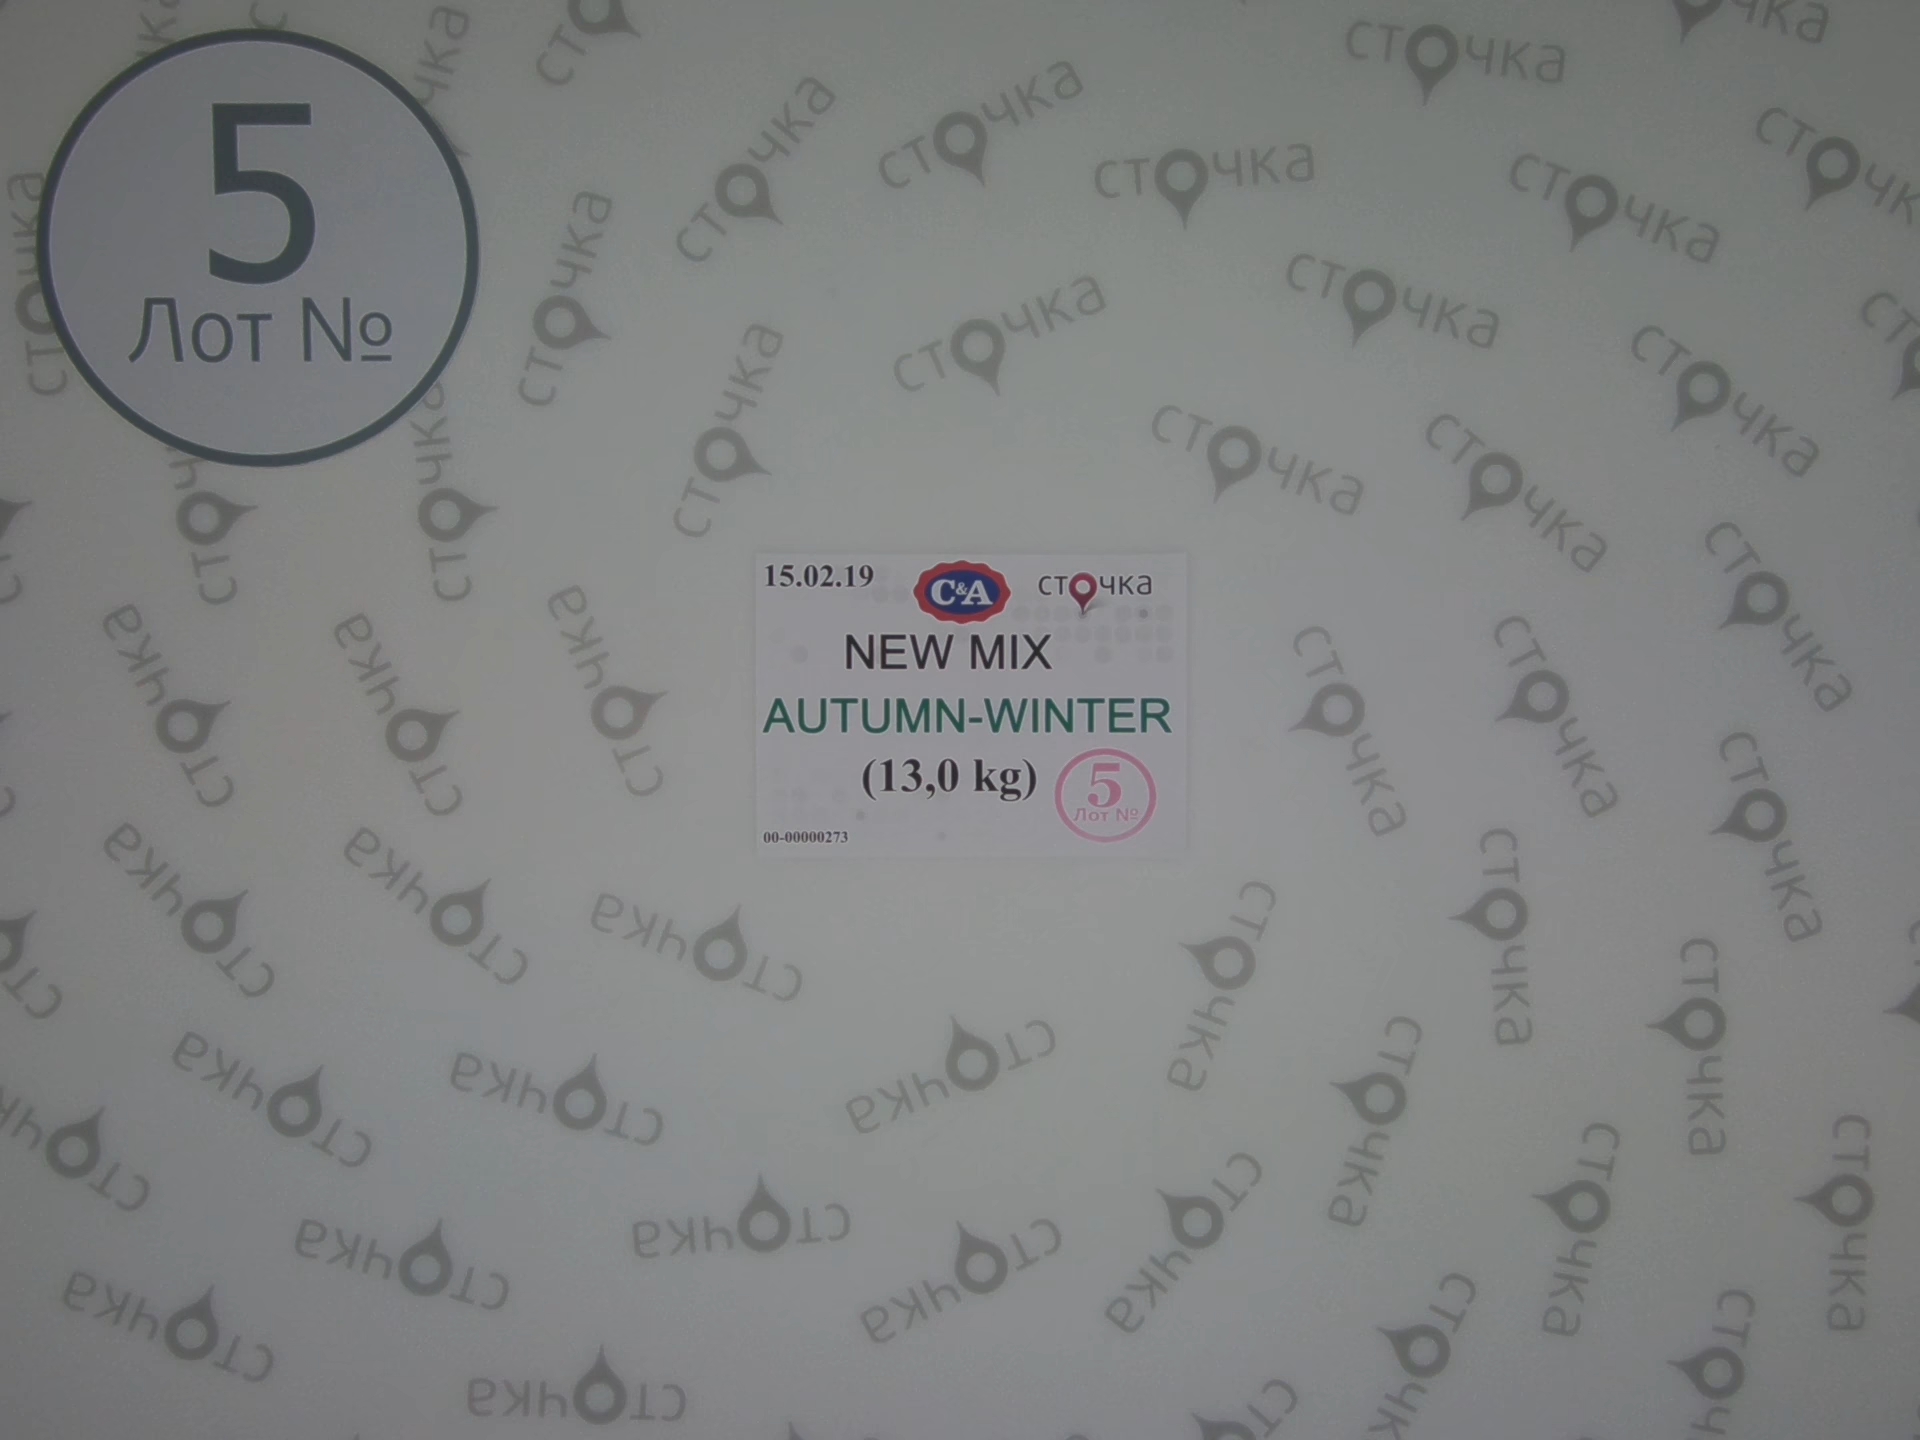 5
Лот №
15.02.19
C&A
сточка
NEW MIX
AUTUMN-WINTER
(13,0 kg)
5
Лот №
00-00000273